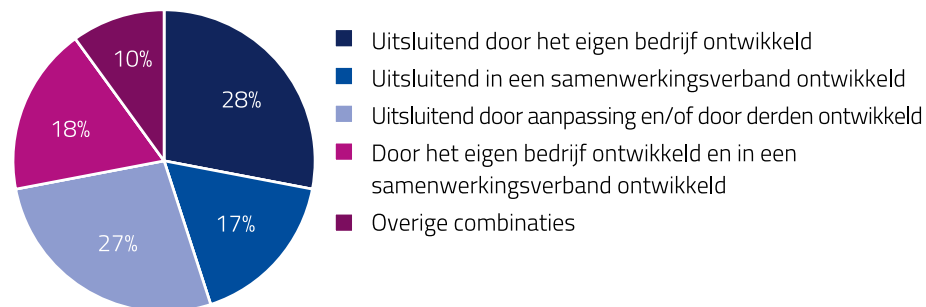 10%
28%
18%
17%
27%
Uitsluitend door het eigen bedrijf ontwikkeld
Uitsluitend in een samenwerkingsverband ontwikkeld
Uitsluitend door aanpassing en/of door derden ontwikkeld
Door het eigen bedrijf ontwikkeld en in een
samenwerkingsverband ontwikkeld
Overige combinaties